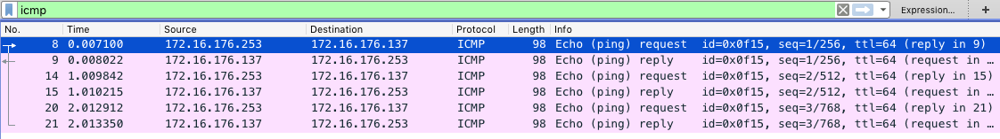 icmp Expression... +
No. Time Source Destination Protocol Length Info
8 0.007100 172.16.176.253 172.16.176.137 ICMP 98 Echo (ping) request id=0x0f15, seq=1/256, ttl=64 (reply in 9)
9 0.008022 172.16.176.137 172.16.176.253 ICMP 98 Echo (ping) reply id=0x0f15, seq=1/256, ttl=64 (request in …
14 1.009842 172.16.176.253 172.16.176.137 ICMP 98 Echo (ping) request id=0x0f15, seq=2/512, ttl=64 (reply in 15)
15 1.010215 172.16.176.137 172.16.176.253 ICMP 98 Echo (ping) reply id=0x0f15, seq=2/512, ttl=64 (request in …
20 2.012912 172.16.176.253 172.16.176.137 ICMP 98 Echo (ping) request id=0x0f15, seq=3/768, ttl=64 (reply in 21)
21 2.013350 172.16.176.137 172.16.176.253 ICMP 98 Echo (ping) reply id=0x0f15, seq=3/768, ttl=64 (request in …